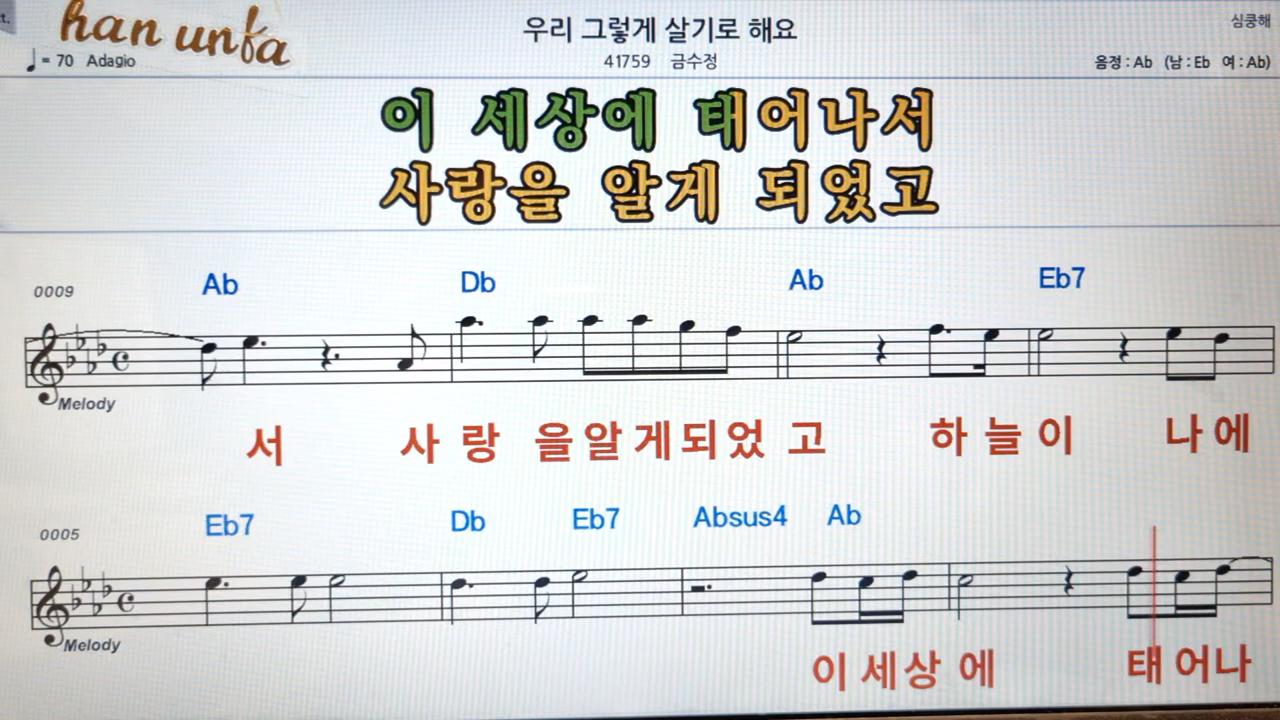 t.
han unfa
우리 그렇게 살기로 해요
심쿵해
♩= 70 Adagio
41759 금수정
음정 : Ab (남 : Eb 여 : Ab)
이 세상에 태어나서
사랑을 알게 되었고
0009
Ab Db Ab Eb7
Melody
서 사 랑 을 알 게 되 었 고 하 늘 이 나 에
0005
Eb7 Db Eb7 Absus4 Ab
Melody
이 세 상 에 태 어 나